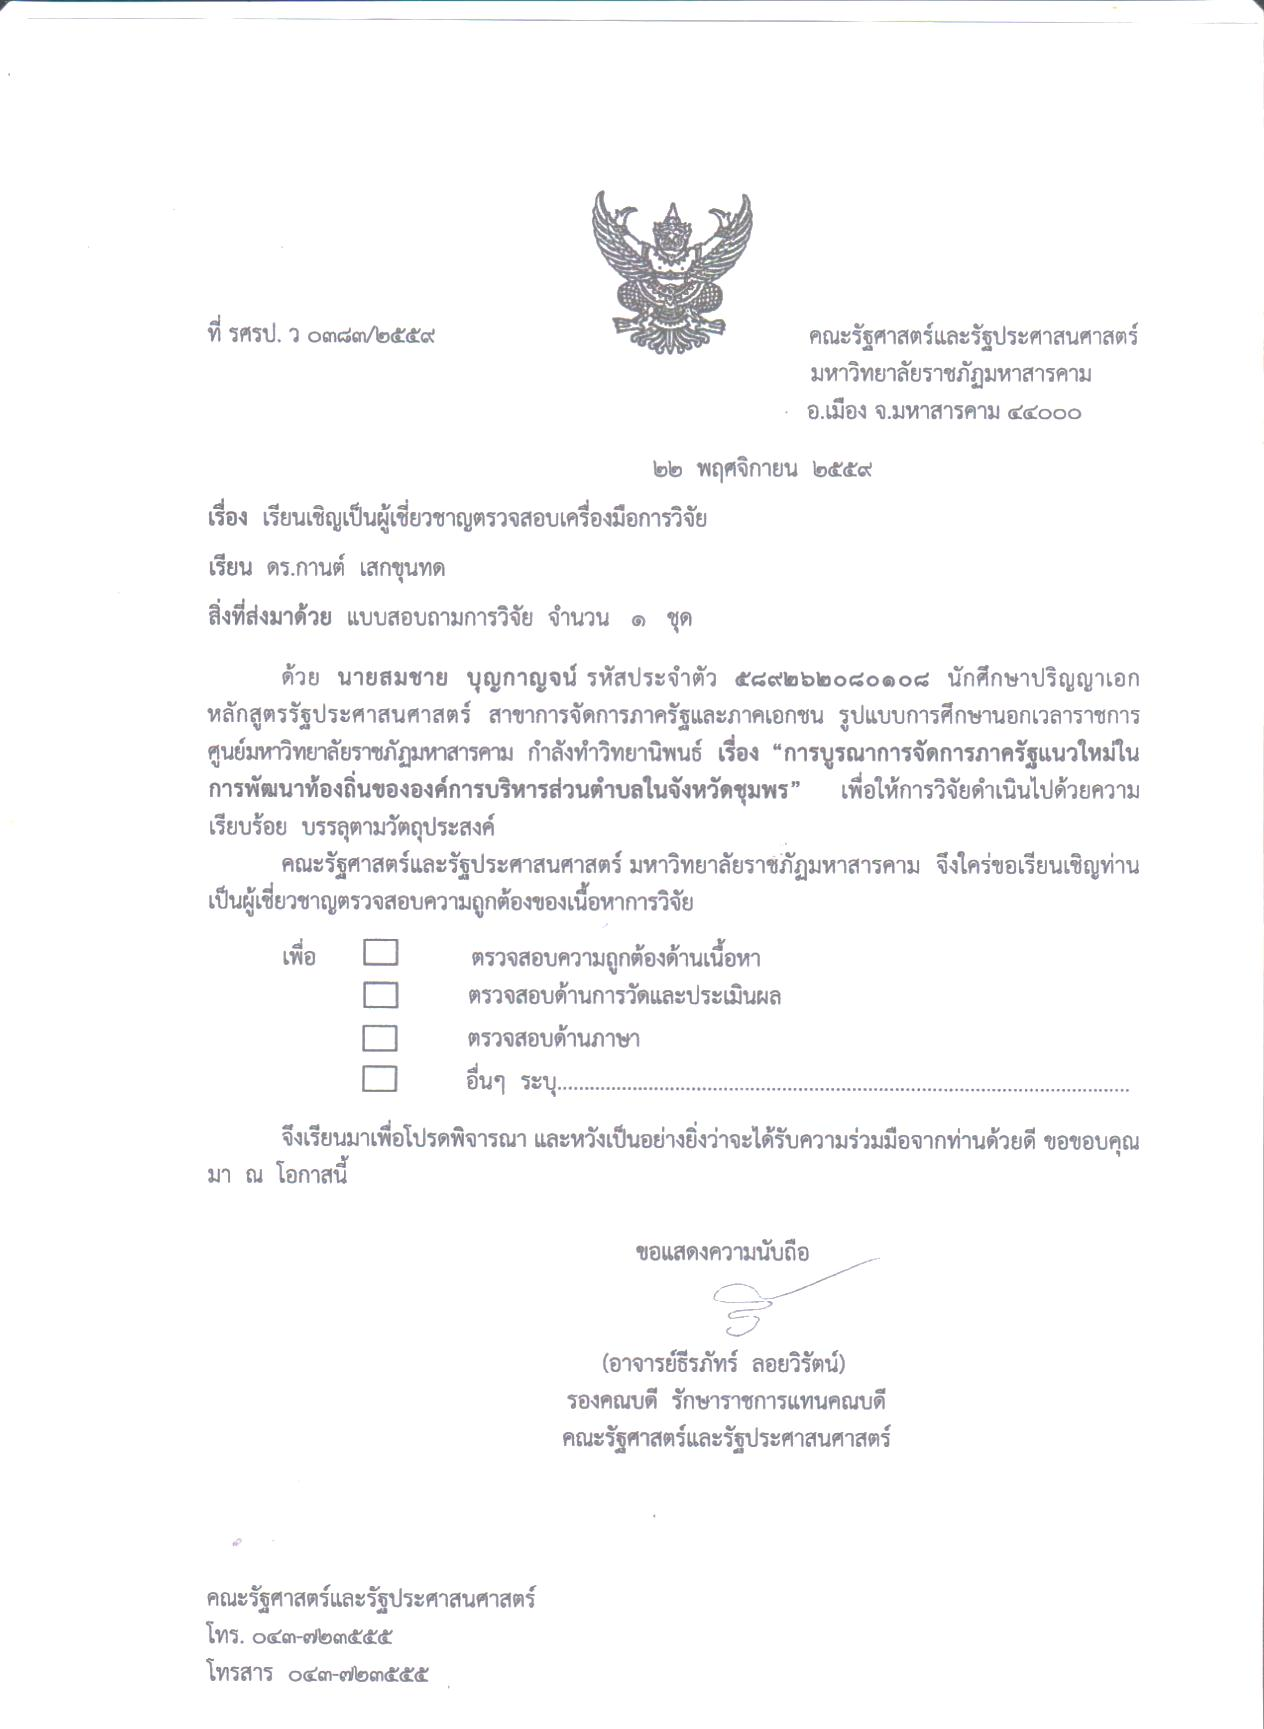 ที่ รศรป. ว ๐๓๘๓/๒๕๕๙
คณะรัฐศาสตร์และรัฐประศาสนศาสตร์
มหาวิทยาลัยราชภัฏมหาสารคาม
อ.เมือง จ.มหาสารคาม ๔๔๐๐๐
๒๒ พฤศจิกายน ๒๕๕๙
เรื่อง เรียนเชิญเป็นผู้เชี่ยวชาญตรวจสอบเครื่องมือการวิจัย
เรียน ดร.กานต์ เสกขุนทด
สิ่งที่ส่งมาด้วย แบบสอบถามการวิจัย จำนวน ๑ ชุด
ด้วย นายสมชาย บุญกาญจน์ รหัสประจำตัว ๕๘๙๒๖๒๐๘๐๑๐๘ นักศึกษาปริญญาเอก
หลักสูตรรัฐประศาสนศาสตร์ สาขาการจัดการภาครัฐและภาคเอกชน รูปแบบการศึกษานอกเวลาราชการ
ศูนย์มหาวิทยาลัยราชภัฏมหาสารคาม กำลังทำวิทยานิพนธ์ เรื่อง “การบูรณาการจัดการภาครัฐแนวใหม่ใน
การพัฒนาท้องถิ่นขององค์การบริหารส่วนตำบลในจังหวัดชุมพร” เพื่อให้การวิจัยดำเนินไปด้วยความ
เรียบร้อย บรรลุตามวัตถุประสงค์
คณะรัฐศาสตร์และรัฐประศาสนศาสตร์ มหาวิทยาลัยราชภัฏมหาสารคาม จึงใคร่ขอเรียนเชิญท่าน
เป็นผู้เชี่ยวชาญตรวจสอบความถูกต้องของเนื้อหาการวิจัย
เพื่อ ตรวจสอบความถูกต้องด้านเนื้อหา
ตรวจสอบด้านการวัดและประเมินผล
ตรวจสอบด้านภาษา
อื่นๆ ระบุ..........................................................................................................
จึงเรียนมาเพื่อโปรดพิจารณา และหวังเป็นอย่างยิ่งว่าจะได้รับความร่วมมือจากท่านด้วยดี ขอขอบคุณ
มา ณ โอกาสนี้
ขอแสดงความนับถือ
(อาจารย์ธีรภัทร์ ลอยวิรัตน์)
รองคณบดี รักษาราชการแทนคณบดี
คณะรัฐศาสตร์และรัฐประศาสนศาสตร์
คณะรัฐศาสตร์และรัฐประศาสนศาสตร์
โทร. ๐๔๓-๗๒๓๕๕๕
โทรสาร ๐๔๓-๗๒๓๕๕๕